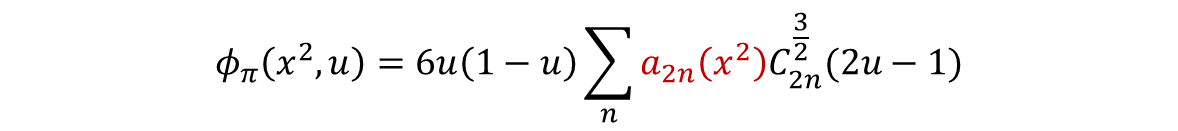 ϕ_π(x², u) = 6u(1 − u) ∑_n a_{2n}(x²) C_{2n}^{3/2}(2u − 1)